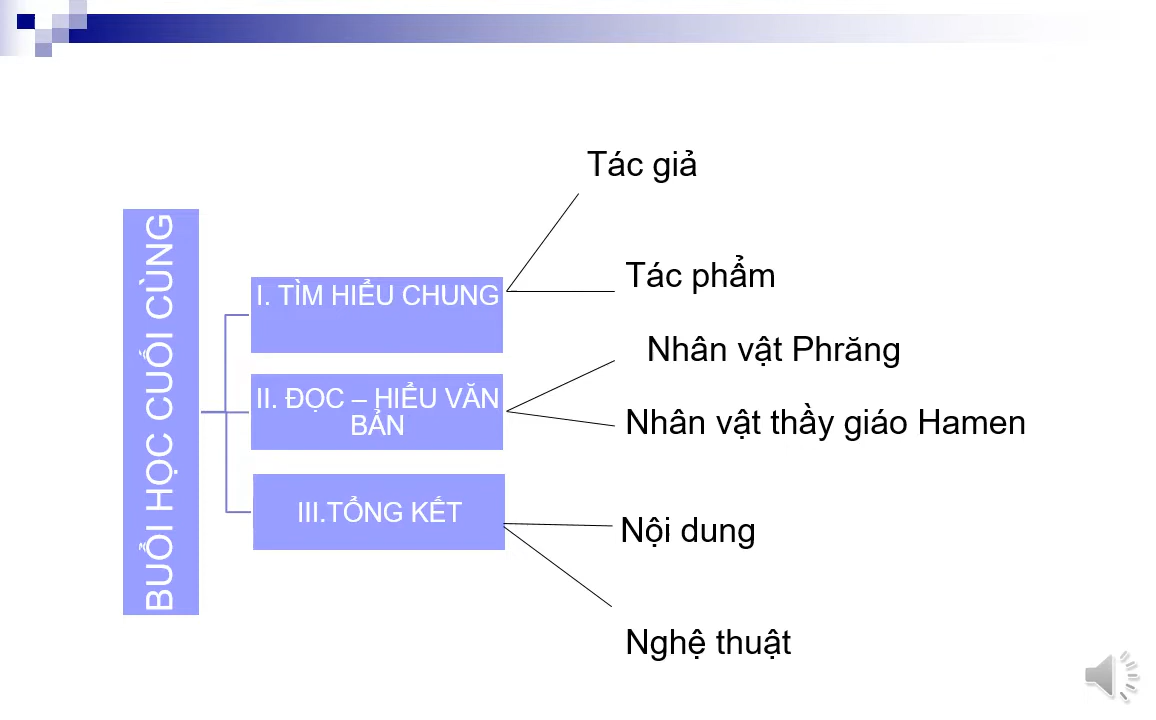 BUỔI HỌC CUỐI CÙNG
I. TÌM HIỂU CHUNG
Tác giả
Tác phẩm
II. ĐỌC – HIỂU VĂN
BẢN
Nhân vật Phrăng
Nhân vật thầy giáo Hamen
III.TỔNG KẾT
Nội dung
Nghệ thuật